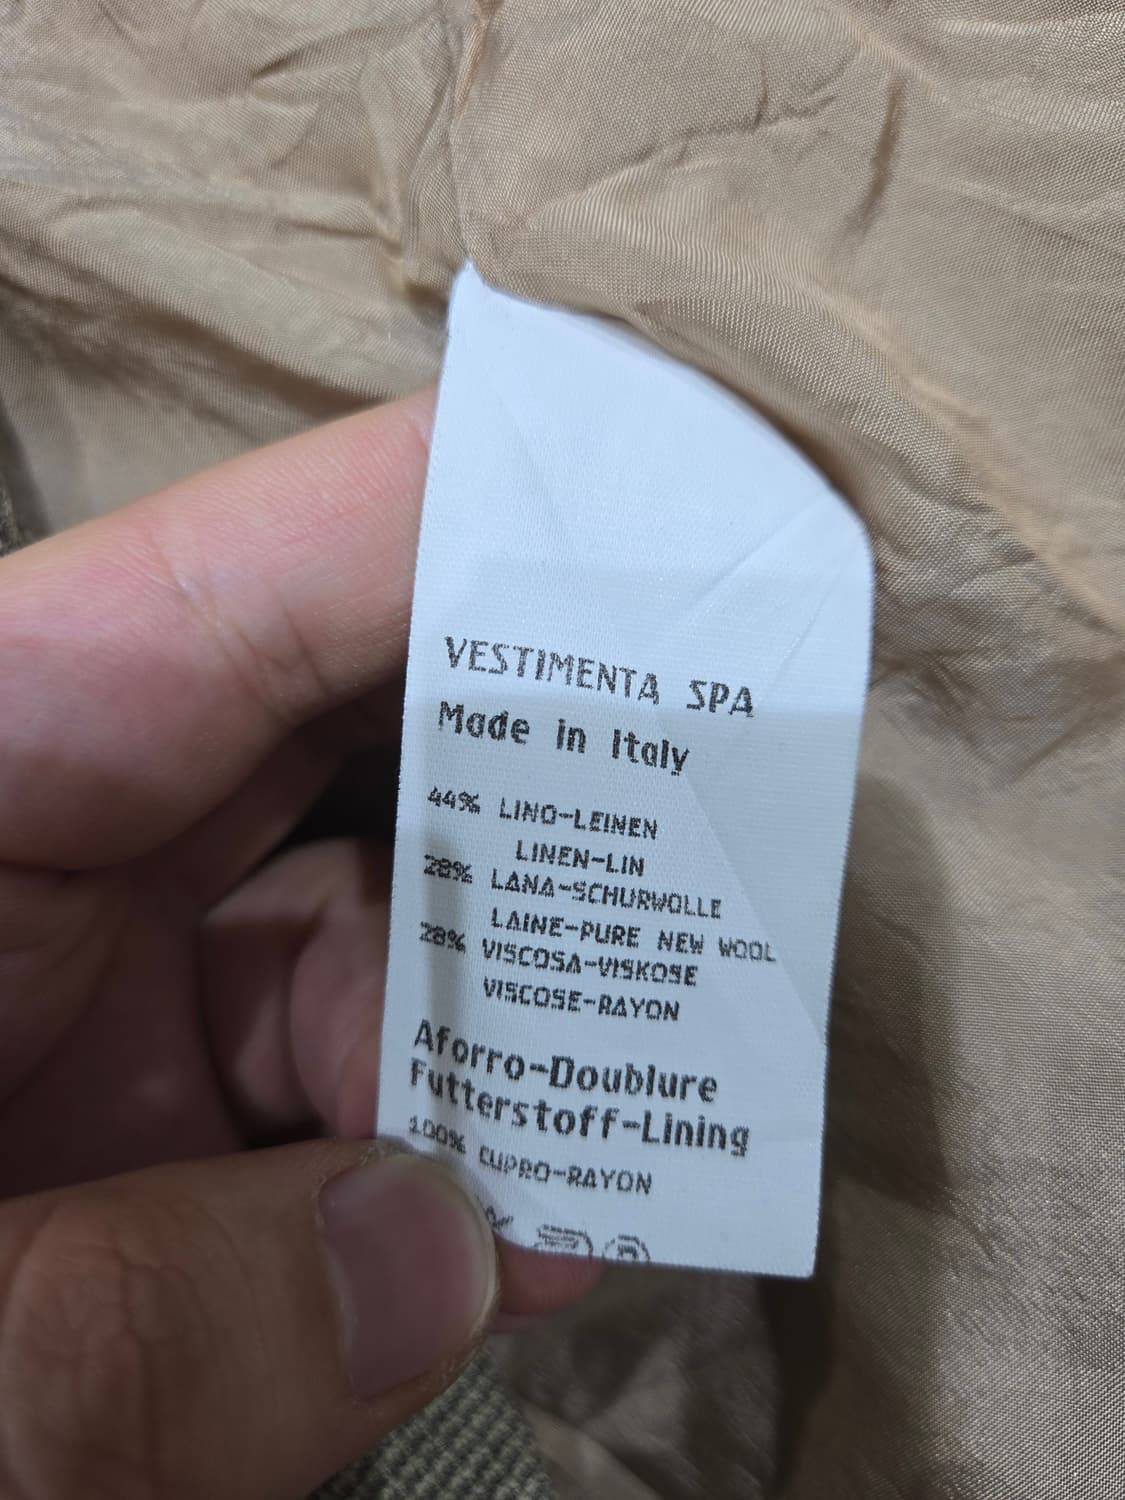 VESTIMENTA SPA
Made in Italy
44% LINO-LEINEN
LINEN-LIN
28% LANA-SCHURWOLLE
LAINE-PURE NEW WOOL
28% VISCOSA-VISKOSE
VISCOSE-RAYON
Aforro-Doublure
Futterstoff-Lining
100% CUPRO-RAYON
P